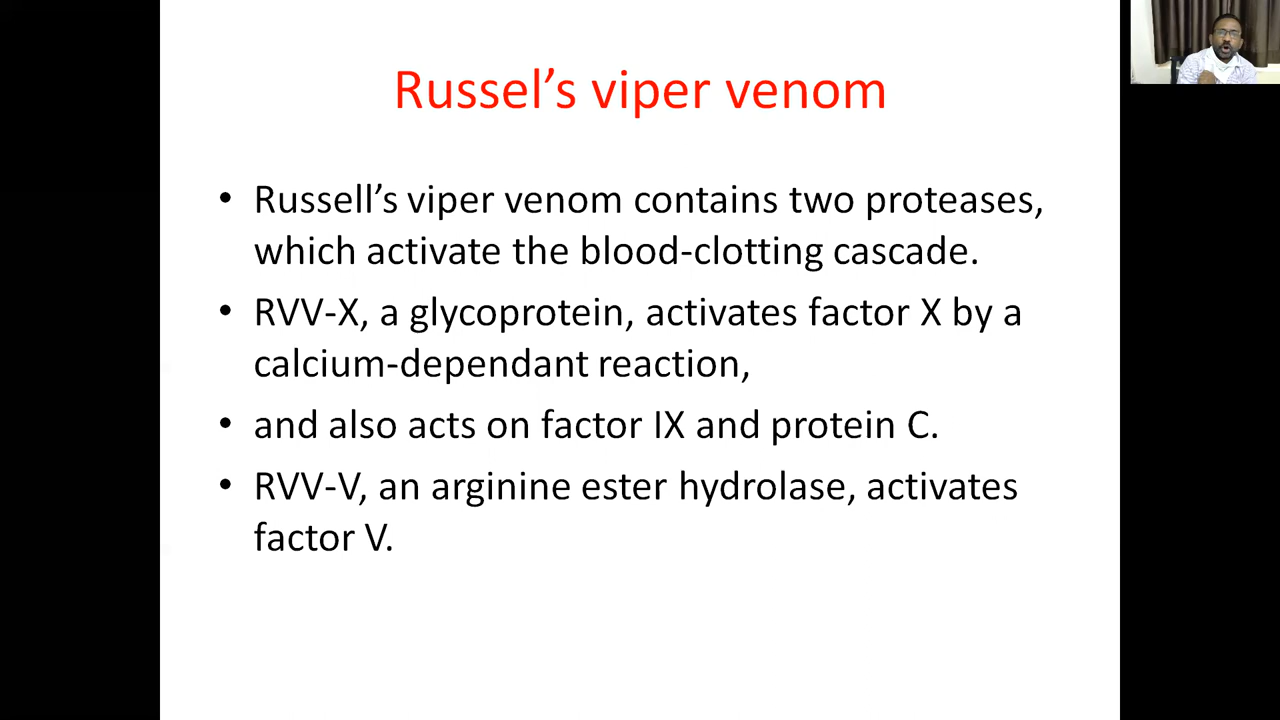 Russel’s viper venom
• Russell’s viper venom contains two proteases,
which activate the blood-clotting cascade.
• RVV-X, a glycoprotein, activates factor X by a
calcium-dependant reaction,
• and also acts on factor IX and protein C.
• RVV-V, an arginine ester hydrolase, activates
factor V.